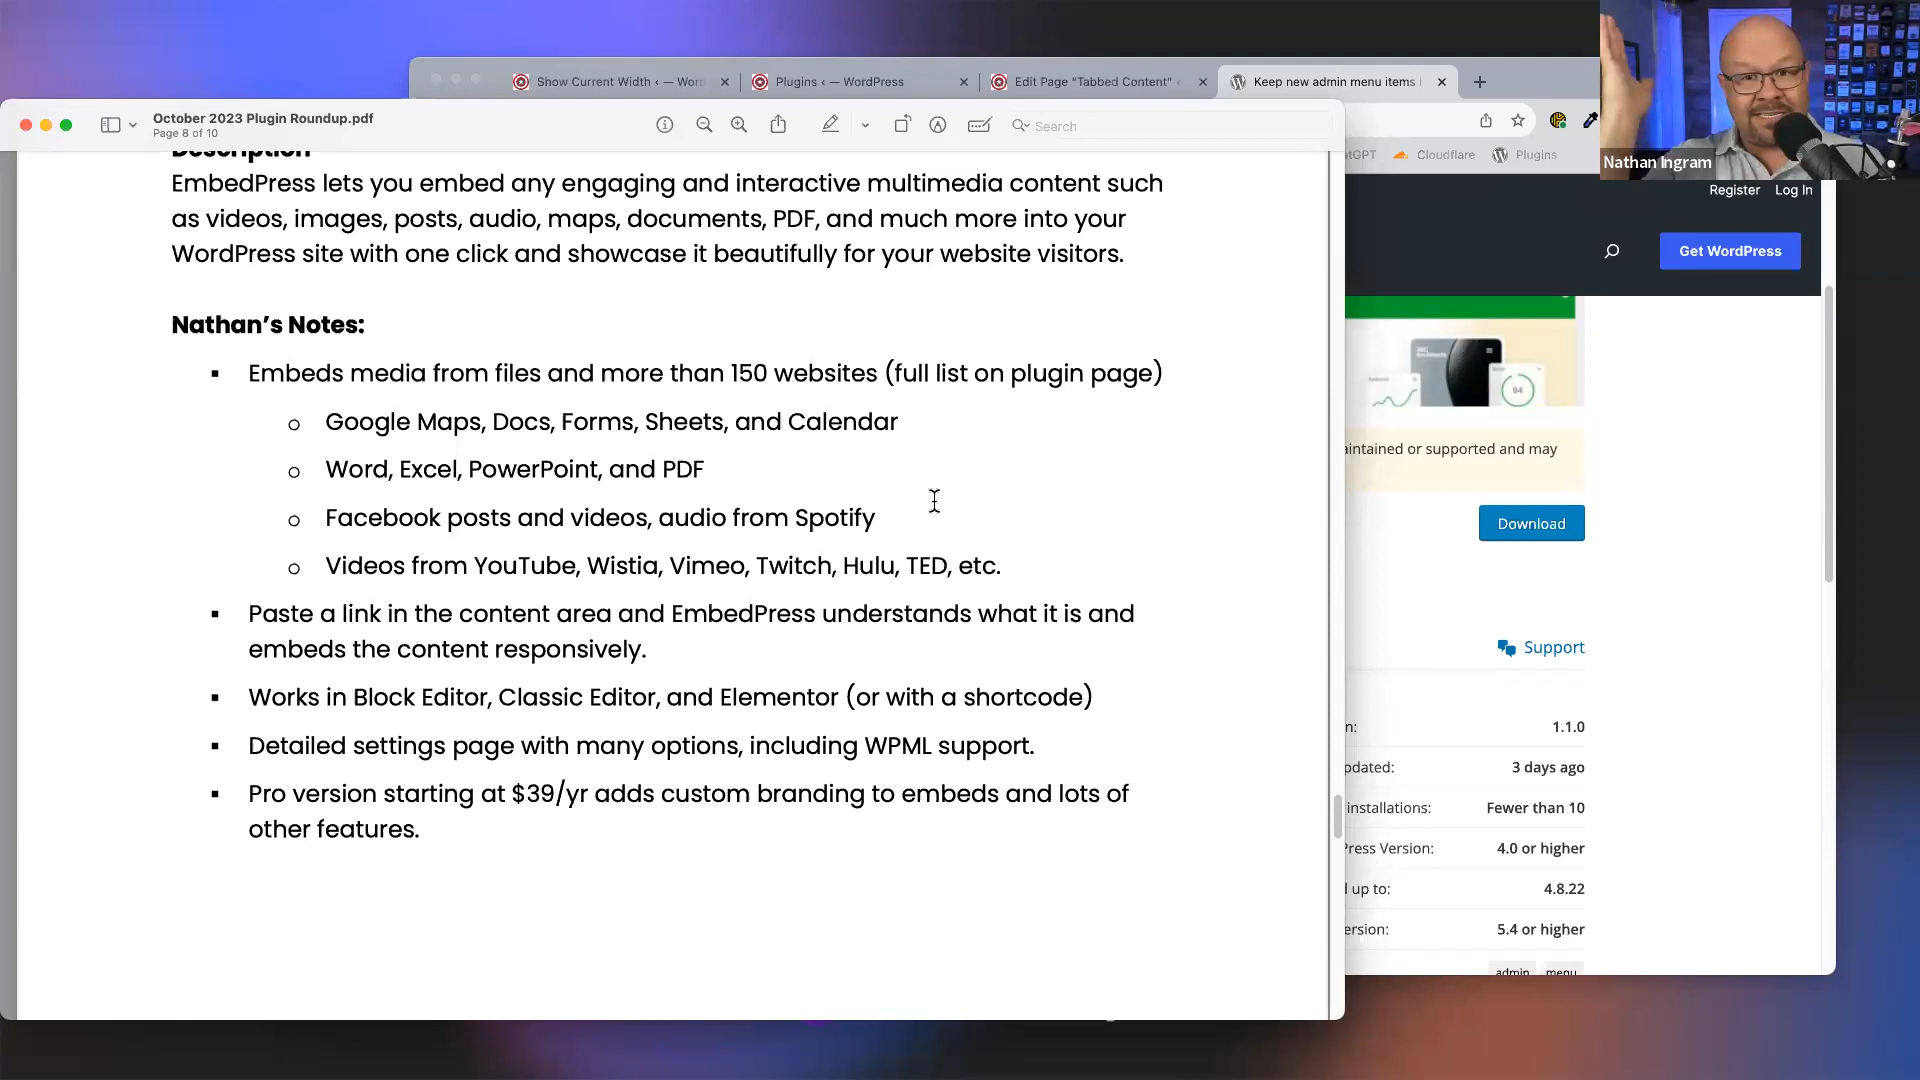 Show Current Width ‹ — Wor
Plugins ‹ — WordPress
Edit Page “Tabbed Content” ‹
Keep new admin menu items
October 2023 Plugin Roundup.pdf
Page 8 of 10
Search
Nathan Ingram
atGPT
Cloudflare
Plugins
Register
Log In
Get WordPress
Description
EmbedPress lets you embed any engaging and interactive multimedia content such
as videos, images, posts, audio, maps, documents, PDF, and much more into your
WordPress site with one click and showcase it beautifully for your website visitors.
Nathan’s Notes:
▪ Embeds media from files and more than 150 websites (full list on plugin page)
o Google Maps, Docs, Forms, Sheets, and Calendar
o Word, Excel, PowerPoint, and PDF
o Facebook posts and videos, audio from Spotify
o Videos from YouTube, Wistia, Vimeo, Twitch, Hulu, TED, etc.
▪ Paste a link in the content area and EmbedPress understands what it is and
embeds the content responsively.
▪ Works in Block Editor, Classic Editor, and Elementor (or with a shortcode)
▪ Detailed settings page with many options, including WPML support.
▪ Pro version starting at $39/yr adds custom branding to embeds and lots of
other features.
94
aintained or supported and may
Download
Support
n: 1.1.0
pdated: 3 days ago
installations: Fewer than 10
Press Version: 4.0 or higher
l up to: 4.8.22
ersion: 5.4 or higher
admin menu